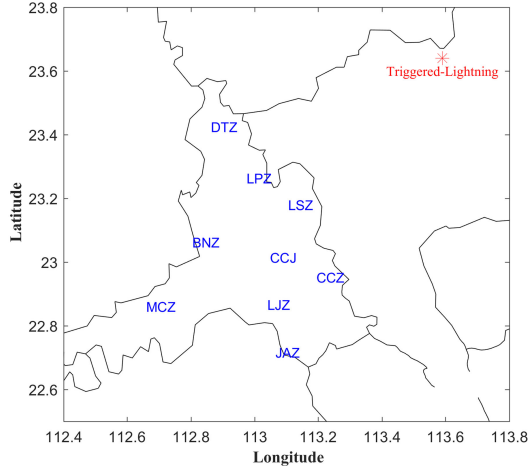 23.8
23.6
Triggered-Lightning
23.4
DTZ
LPZ
23.2
LSZ
Latitude
BNZ
23
CCJ
CCZ
MCZ
LJZ
22.8
JAZ
22.6
112.4 112.6 112.8 113 113.2 113.4 113.6 113.8
Longitude